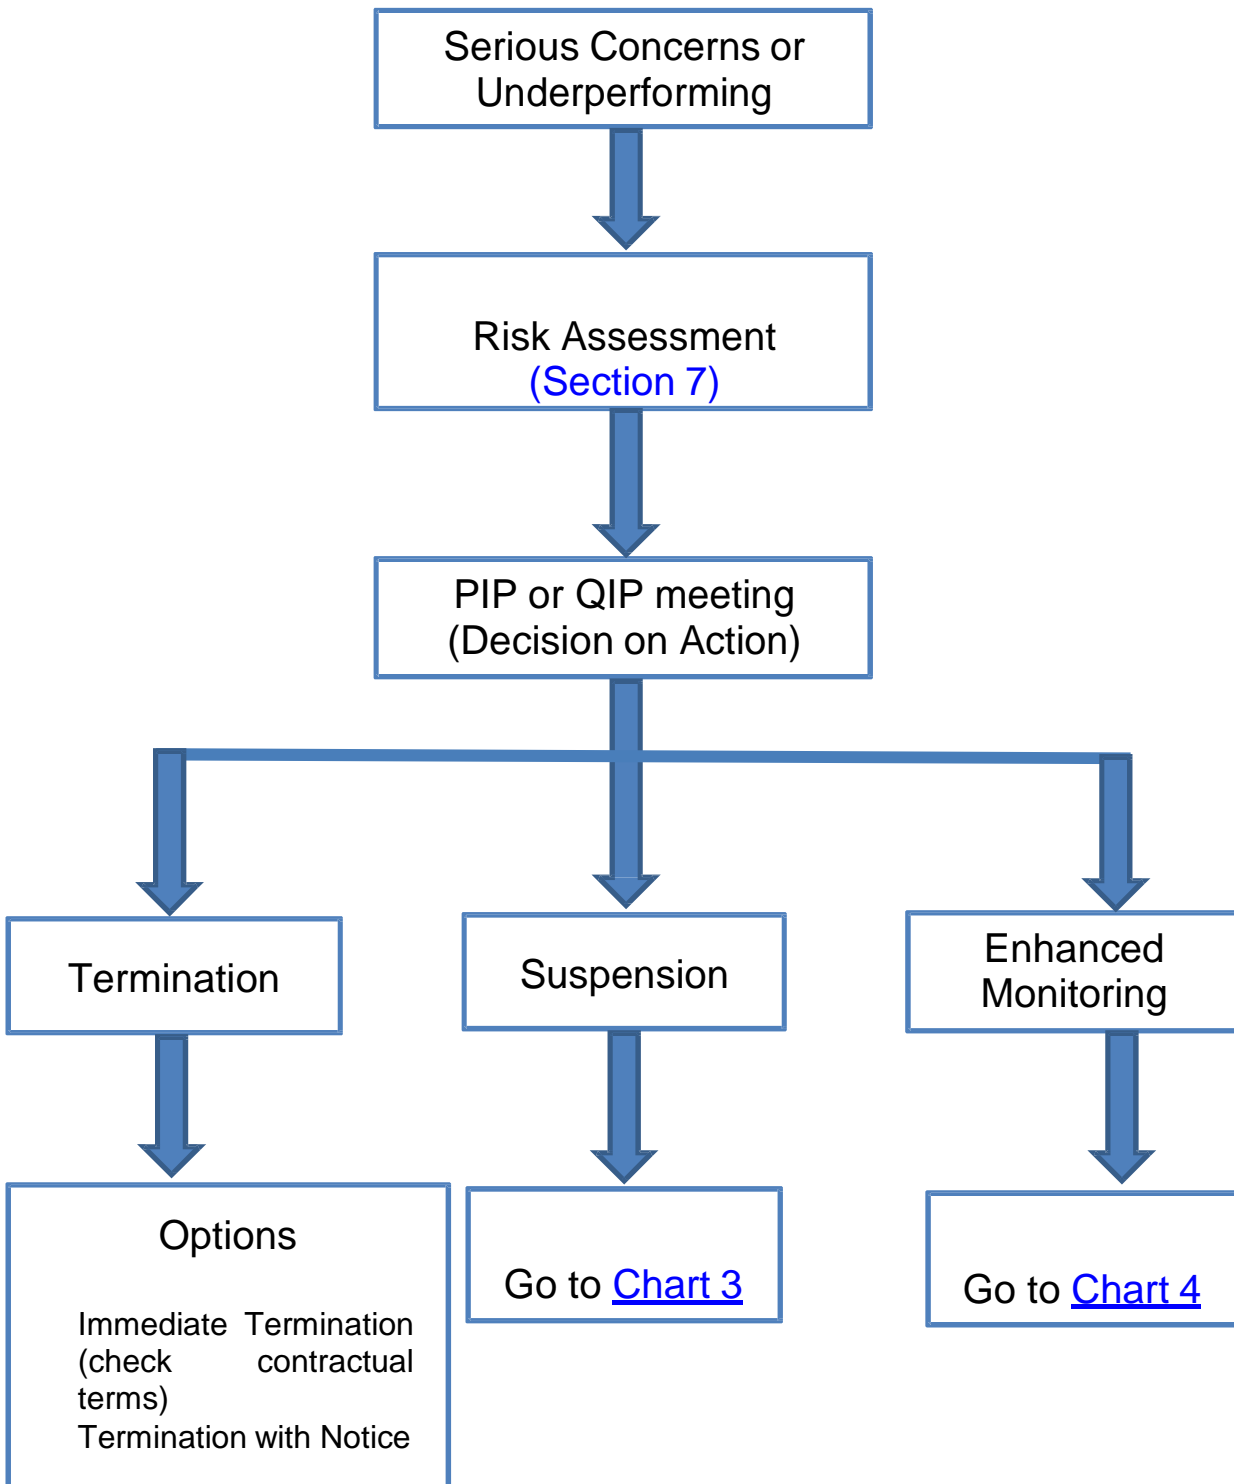 Serious Concerns or
Underperforming
Risk Assessment
(Section 7)
PIP or QIP meeting
(Decision on Action)
Termination
Suspension
Enhanced
Monitoring
Options
Immediate Termination
(check contractual
terms)
Termination with Notice
Go to Chart 3
Go to Chart 4